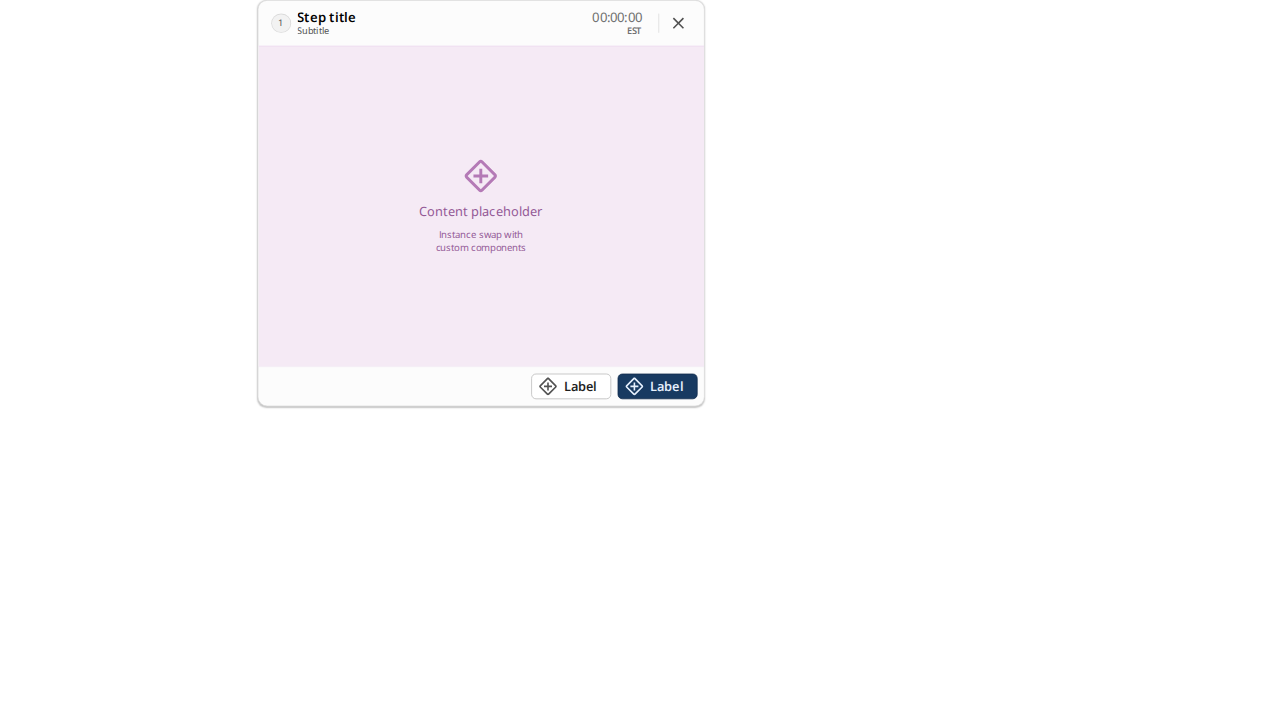 1
Step title
Subtitle
00:00:00
EST
Content placeholder
Instance swap with
custom components
Label
Label